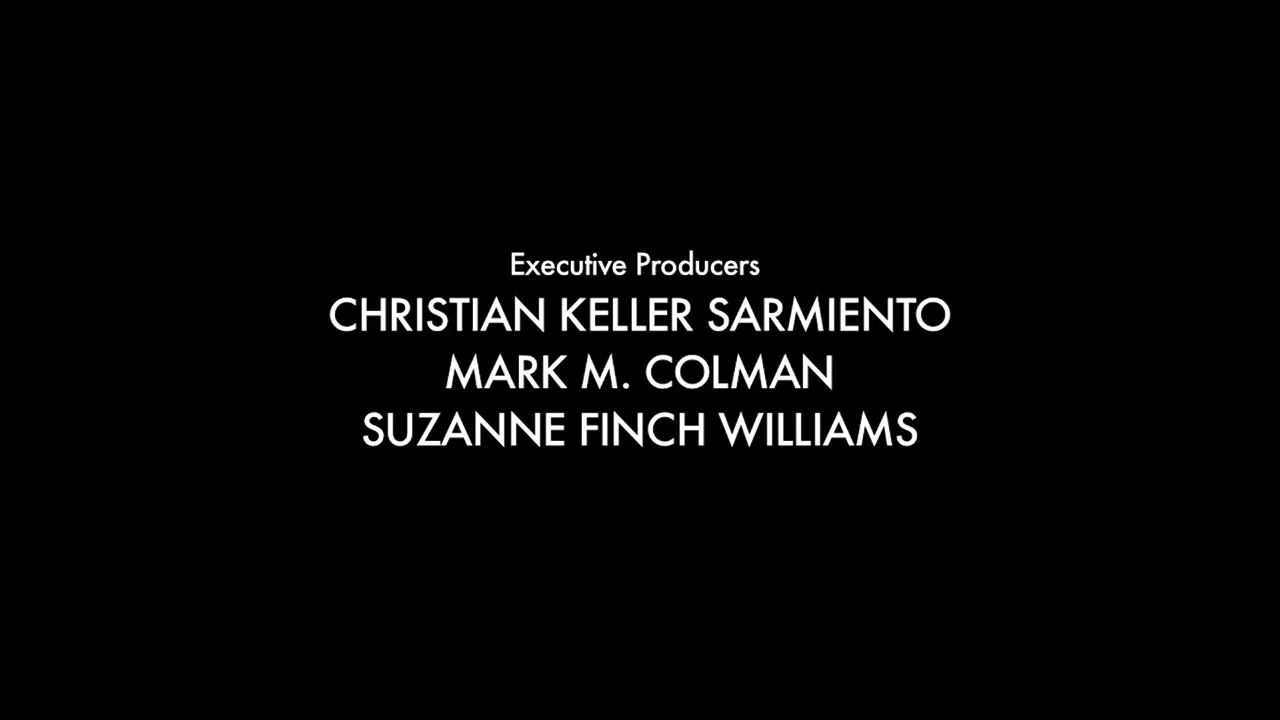 Executive Producers
CHRISTIAN KELLER SARMIENTO
MARK M. COLMAN
SUZANNE FINCH WILLIAMS